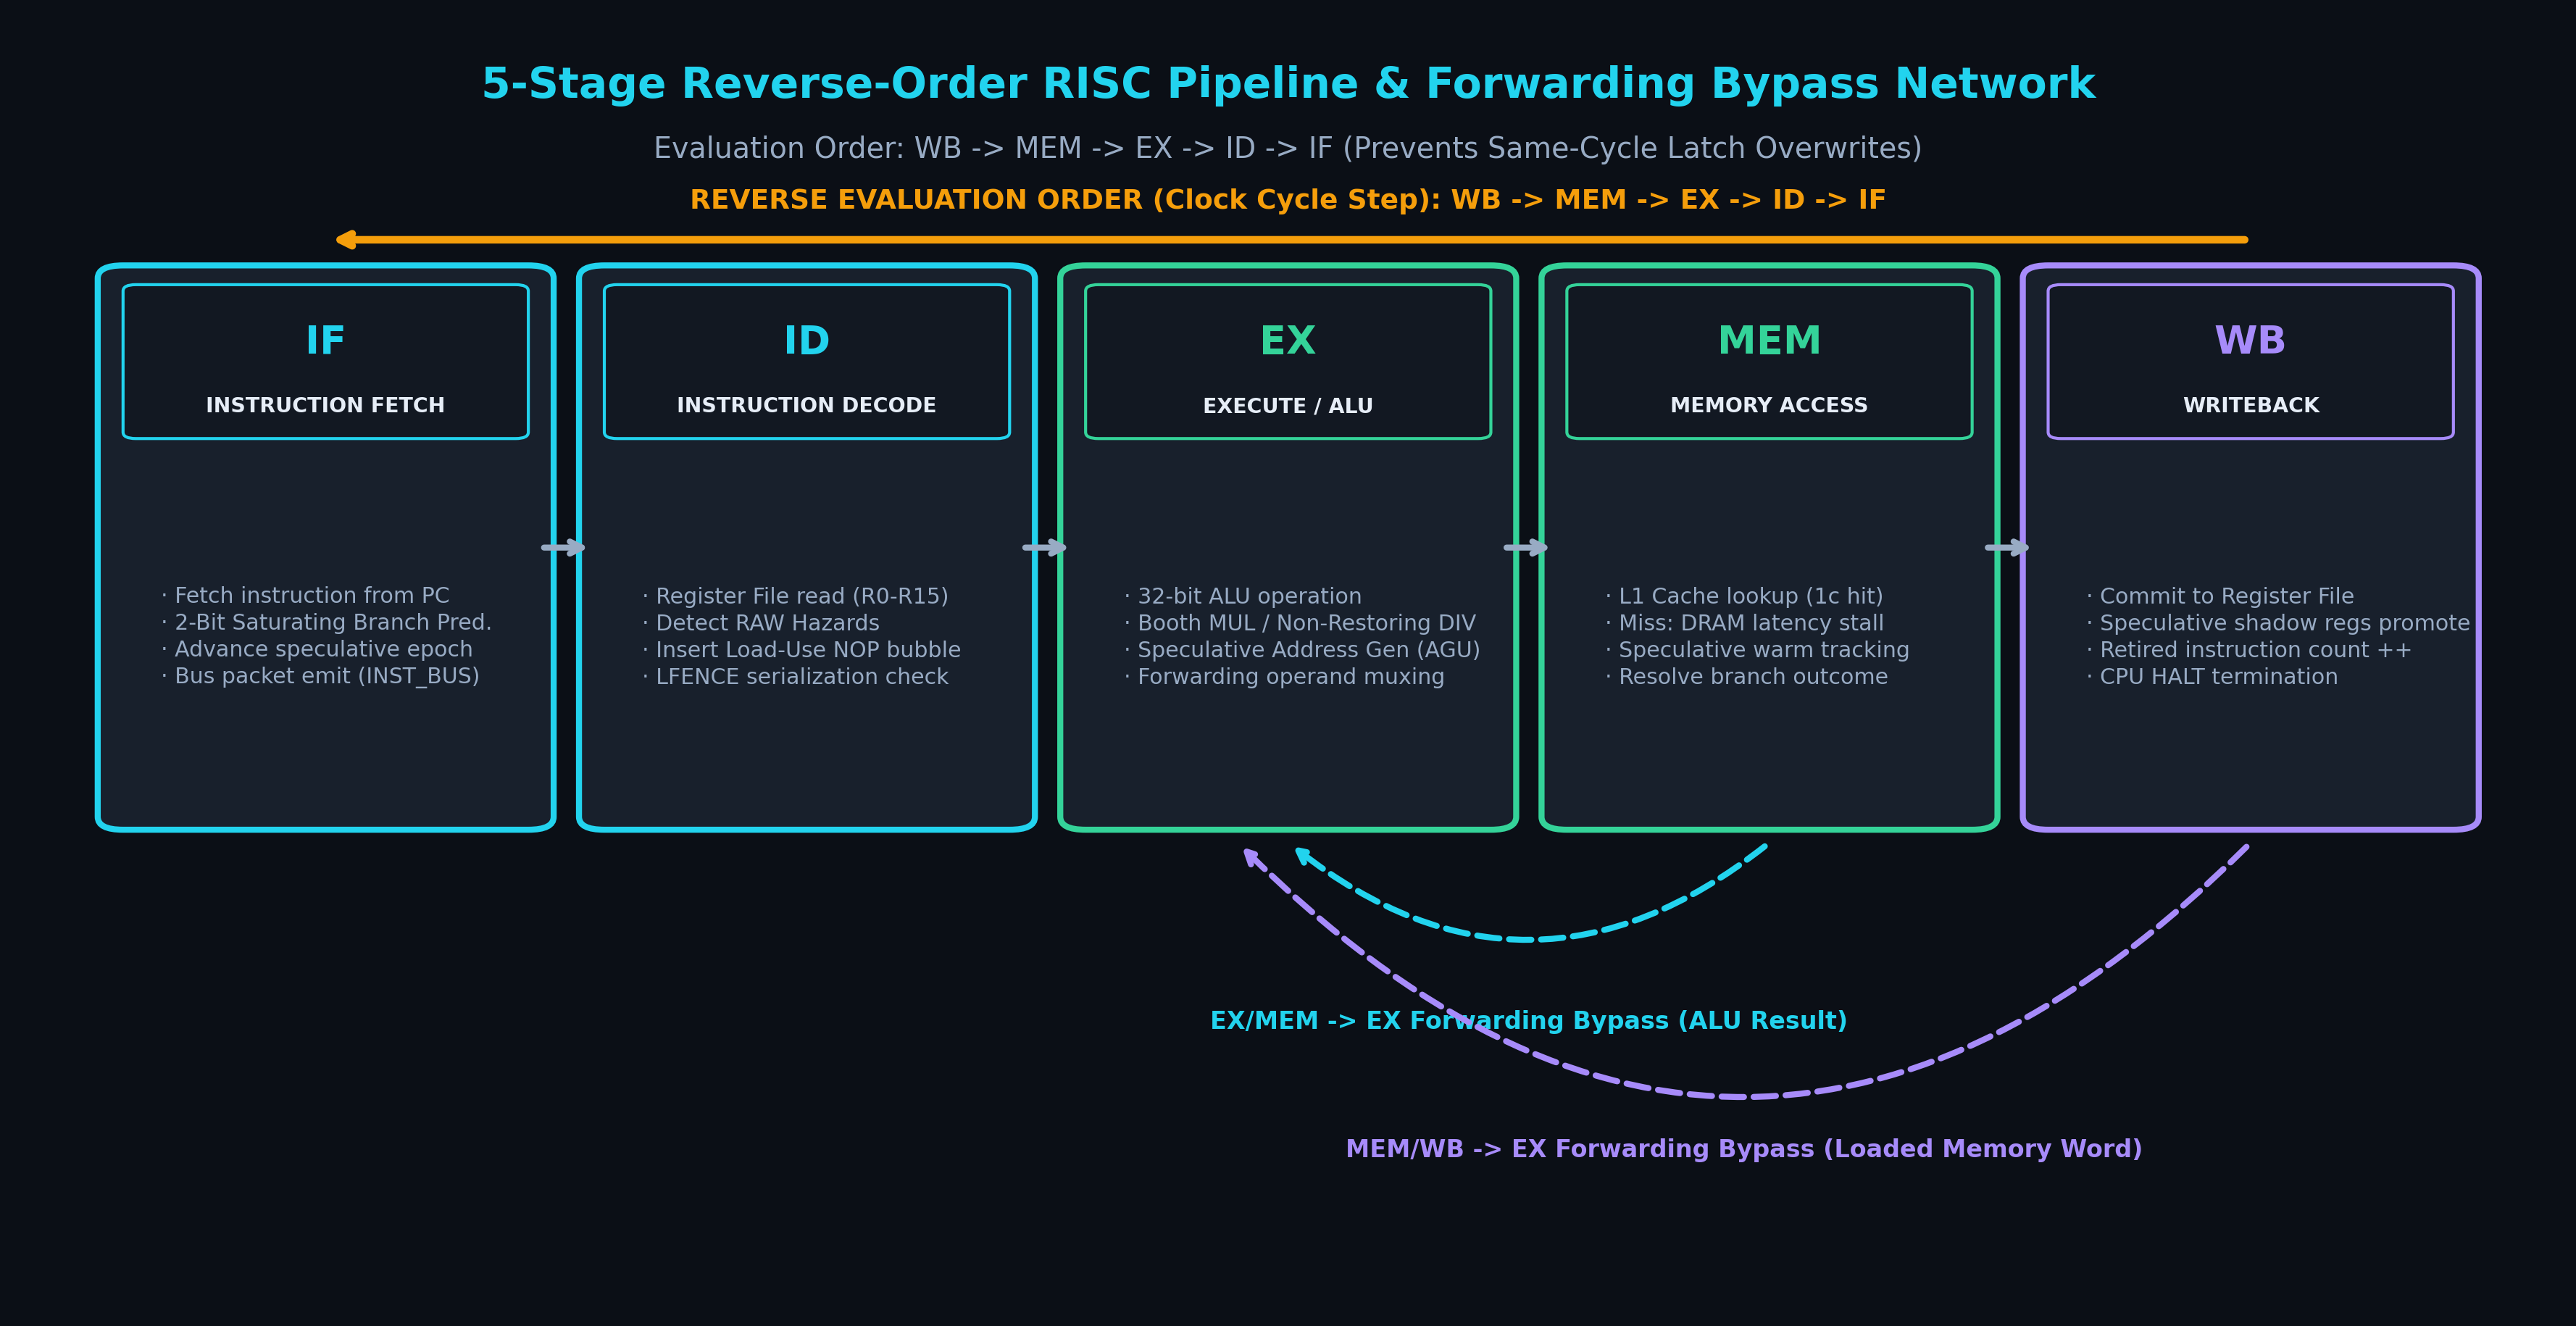 5-Stage Reverse-Order RISC Pipeline & Forwarding Bypass Network
Evaluation Order: WB -> MEM -> EX -> ID -> IF (Prevents Same-Cycle Latch Overwrites)
REVERSE EVALUATION ORDER (Clock Cycle Step): WB -> MEM -> EX -> ID -> IF
IF
INSTRUCTION FETCH
· Fetch instruction from PC
· 2-Bit Saturating Branch Pred.
· Advance speculative epoch
· Bus packet emit (INST_BUS)
ID
INSTRUCTION DECODE
· Register File read (R0-R15)
· Detect RAW Hazards
· Insert Load-Use NOP bubble
· LFENCE serialization check
EX
EXECUTE / ALU
· 32-bit ALU operation
· Booth MUL / Non-Restoring DIV
· Speculative Address Gen (AGU)
· Forwarding operand muxing
MEM
MEMORY ACCESS
· L1 Cache lookup (1c hit)
· Miss: DRAM latency stall
· Speculative warm tracking
· Resolve branch outcome
WB
WRITEBACK
· Commit to Register File
· Speculative shadow regs promote
· Retired instruction count ++
· CPU HALT termination
EX/MEM -> EX Forwarding Bypass (ALU Result)
MEM/WB -> EX Forwarding Bypass (Loaded Memory Word)